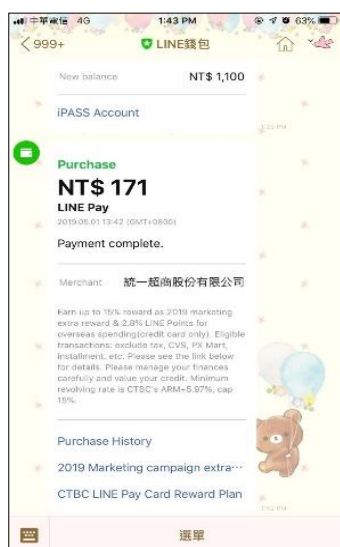 中華電信 4G 1:43 PM 63%
999+ LINE錢包
New balance NT$ 1,100
iPASS Account
Purchase
NT$ 171
LINE Pay
2019.05.01 13:42 (GMT+0800)
Payment complete.
Merchant 統一超商股份有限公司
Earn up to 15% reward as 2019 marketing
extra reward & 2.8% LINE Points for
overseas spending(credit card only). Eligible
transactions: exclude tax, CVS, PX Mart,
installment, etc. Please see the link below
for details. Please manage your finances
carefully and value your credit. Minimum
revolving rate is CTBC's ARM+5.97%, cap
15%.
Purchase History
2019 Marketing campaign extra…
CTBC LINE Pay Card Reward Plan
選單